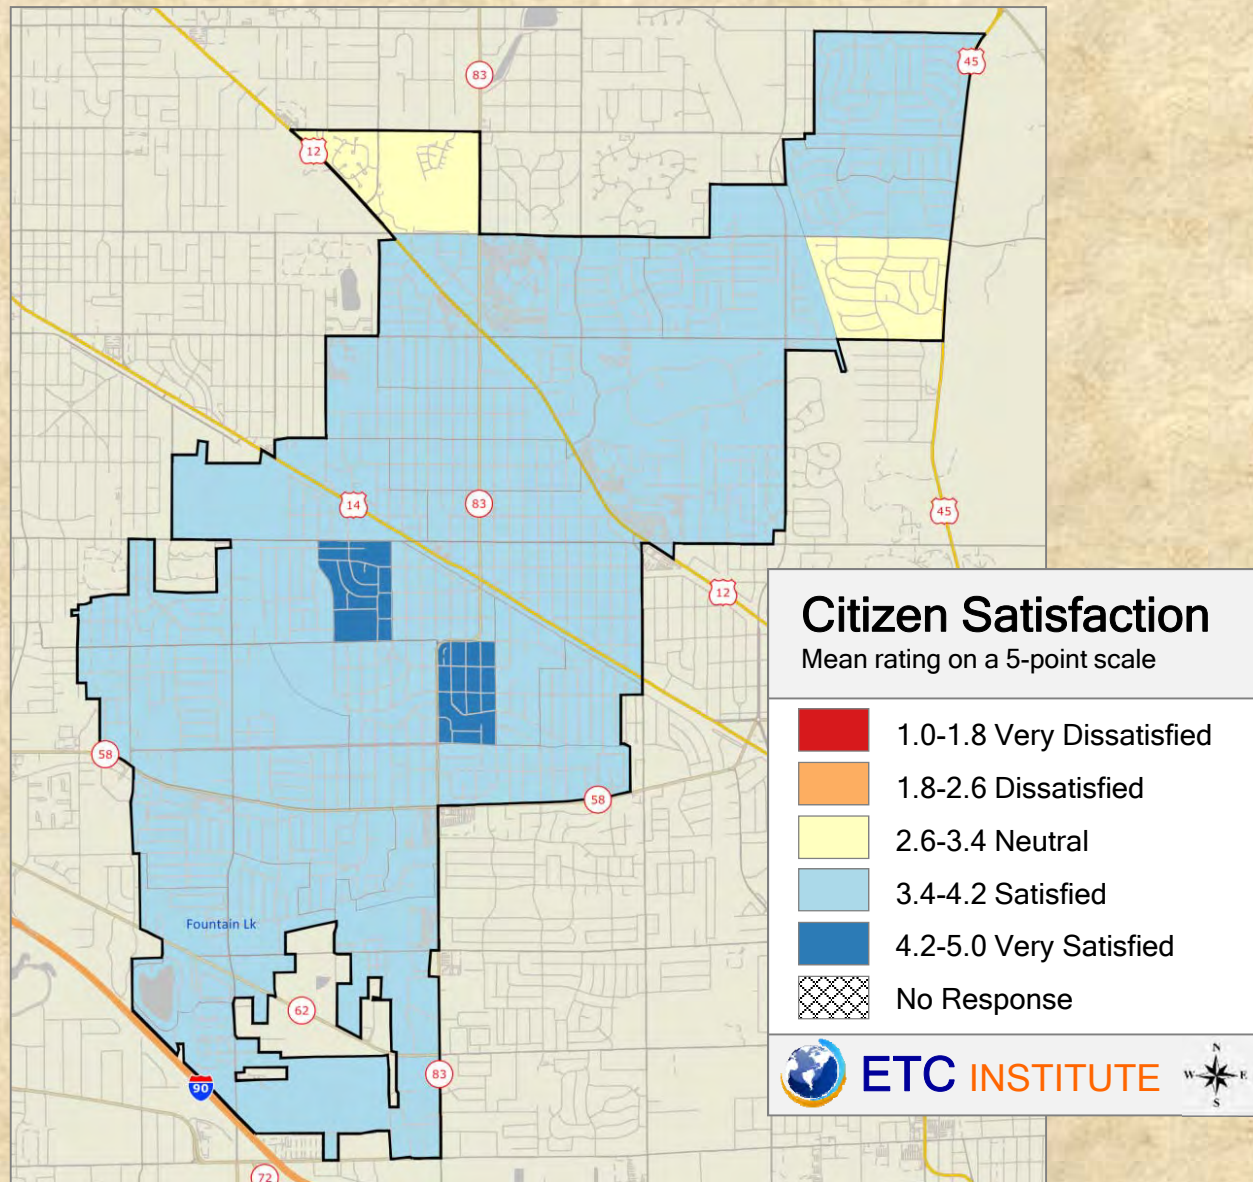 83
45
12
14
83
45
12
58
58
Fountain Lk
62
83
90
72
Citizen Satisfaction
Mean rating on a 5-point scale
1.0-1.8 Very Dissatisfied
1.8-2.6 Dissatisfied
2.6-3.4 Neutral
3.4-4.2 Satisfied
4.2-5.0 Very Satisfied
No Response
ETC INSTITUTE
N
W E
S